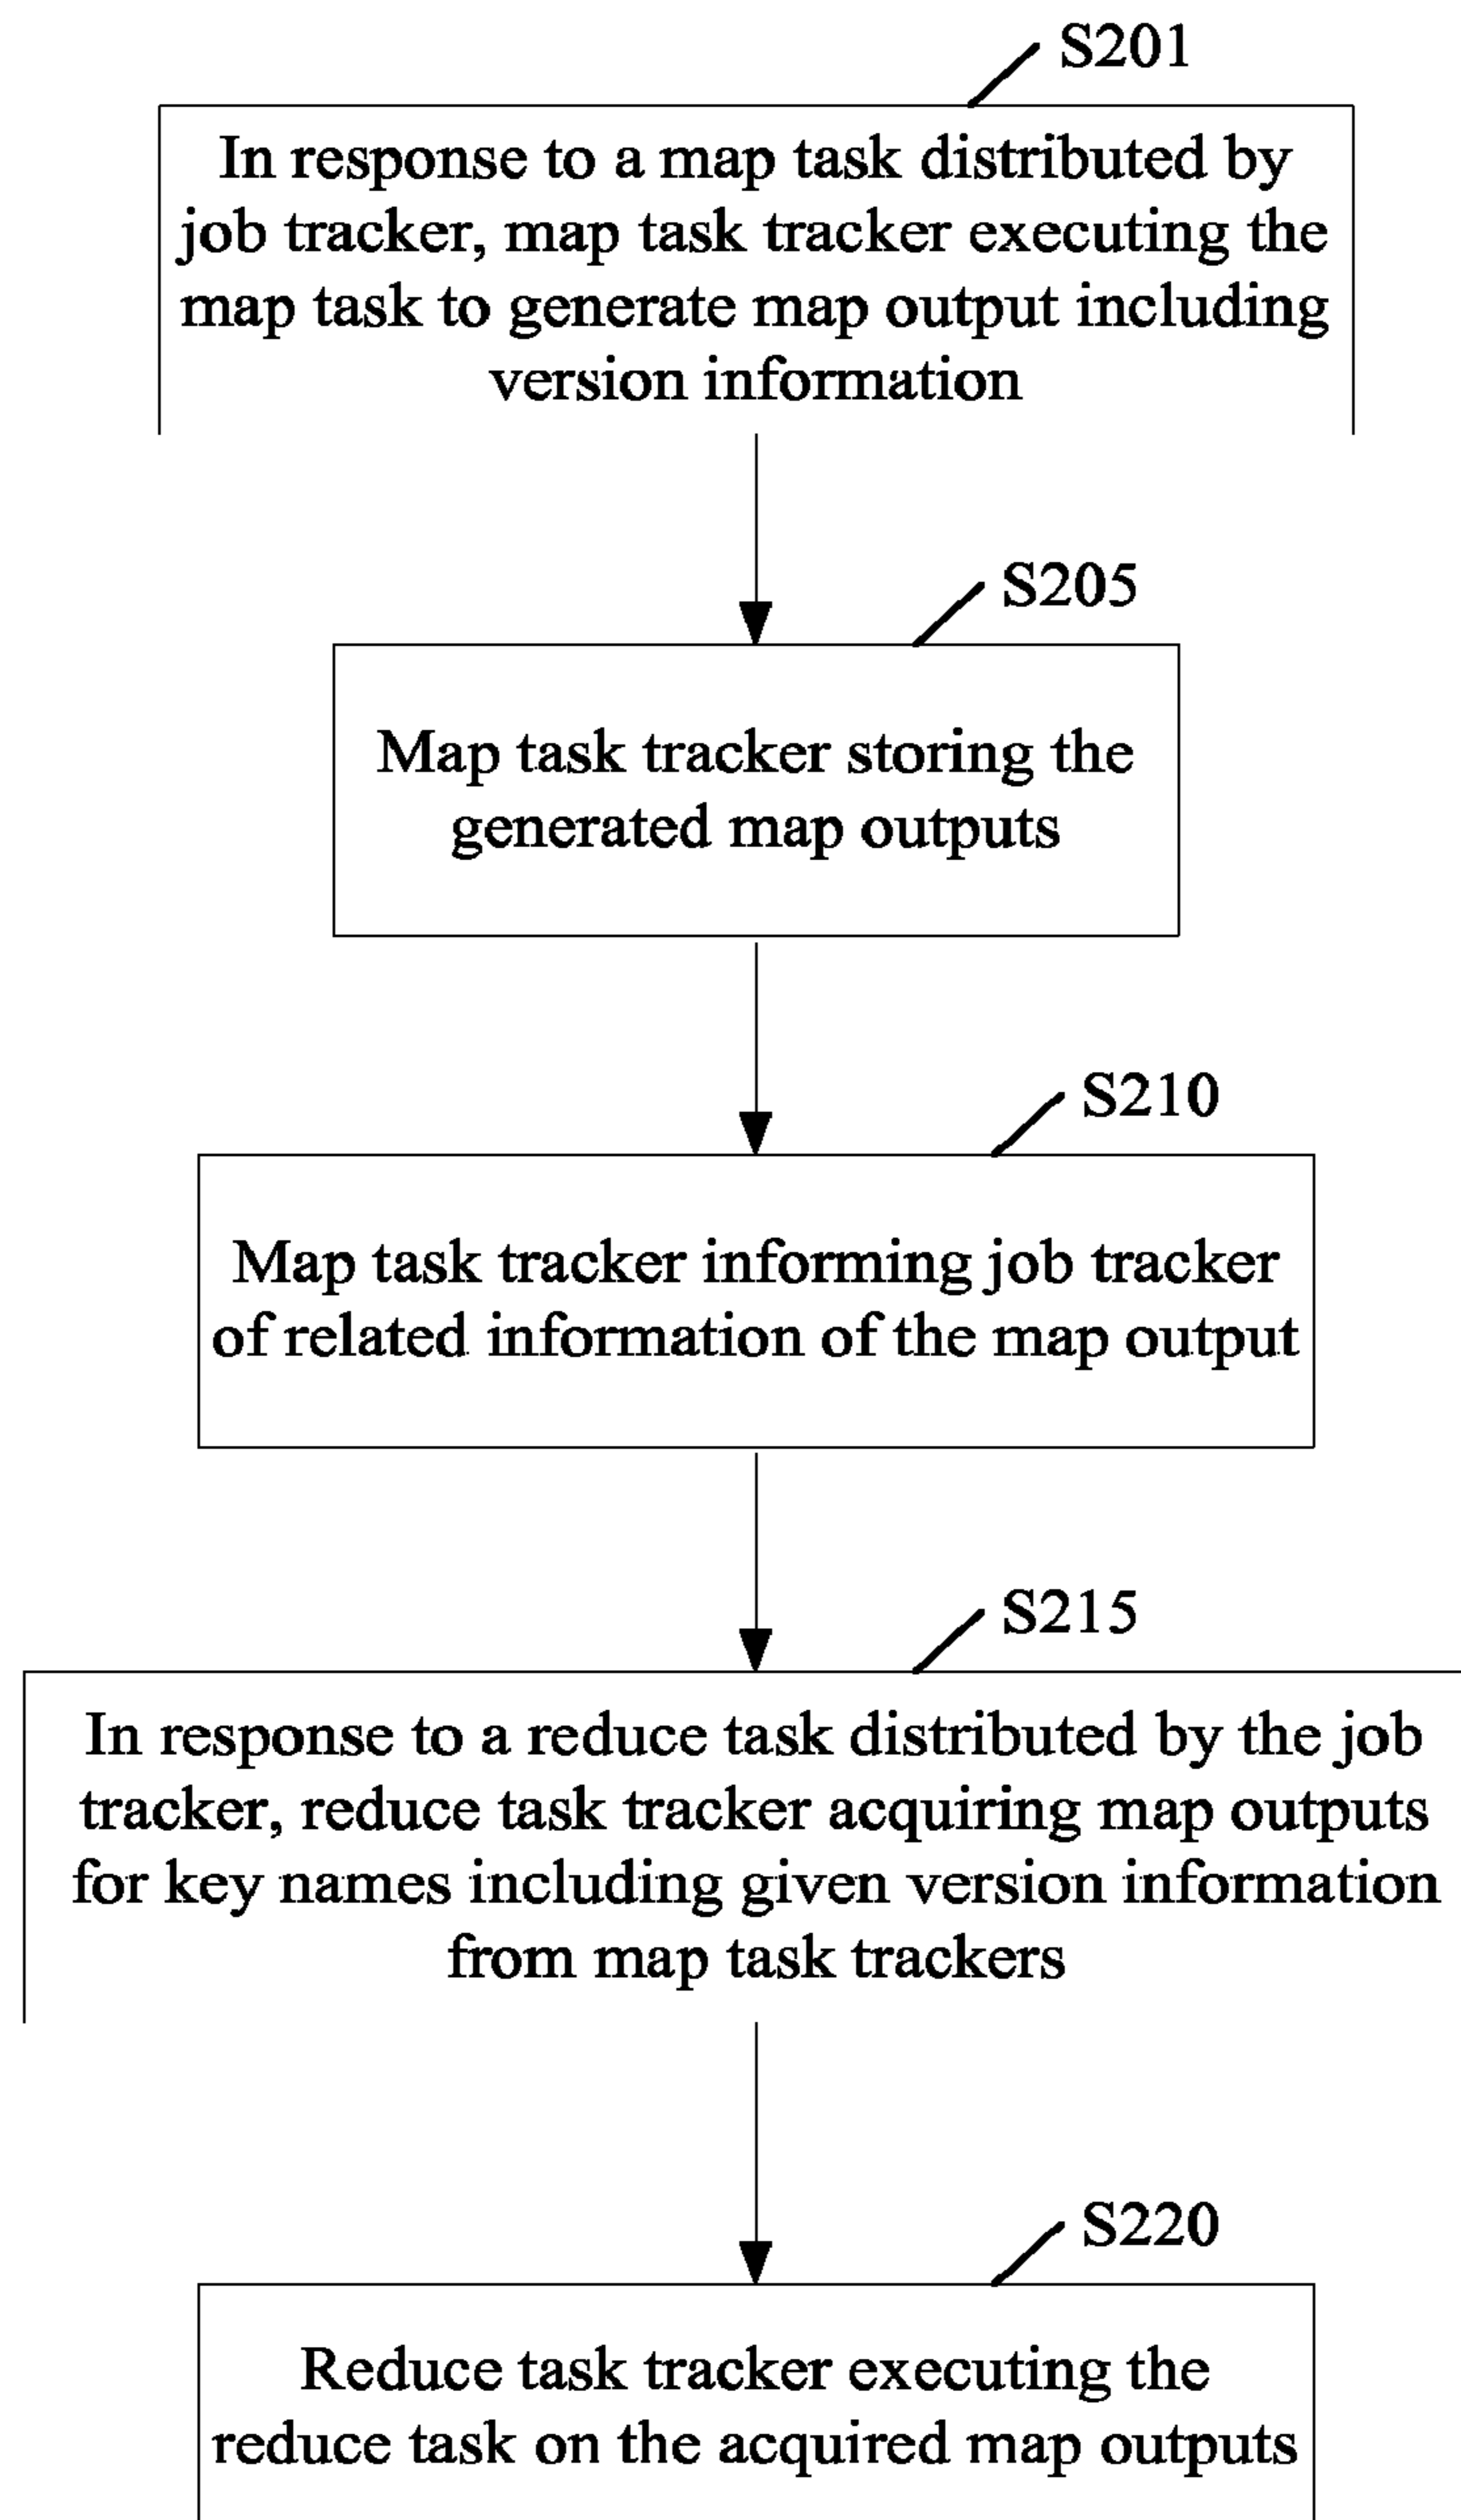 S201
In response to a map task distributed by
job tracker, map task tracker executing the
map task to generate map output including
version information
S205
Map task tracker storing the
generated map outputs
S210
Map task tracker informing job tracker
of related information of the map output
S215
In response to a reduce task distributed by the job
tracker, reduce task tracker acquiring map outputs
for key names including given version information
from map task trackers
S220
Reduce task tracker executing the
reduce task on the acquired map outputs